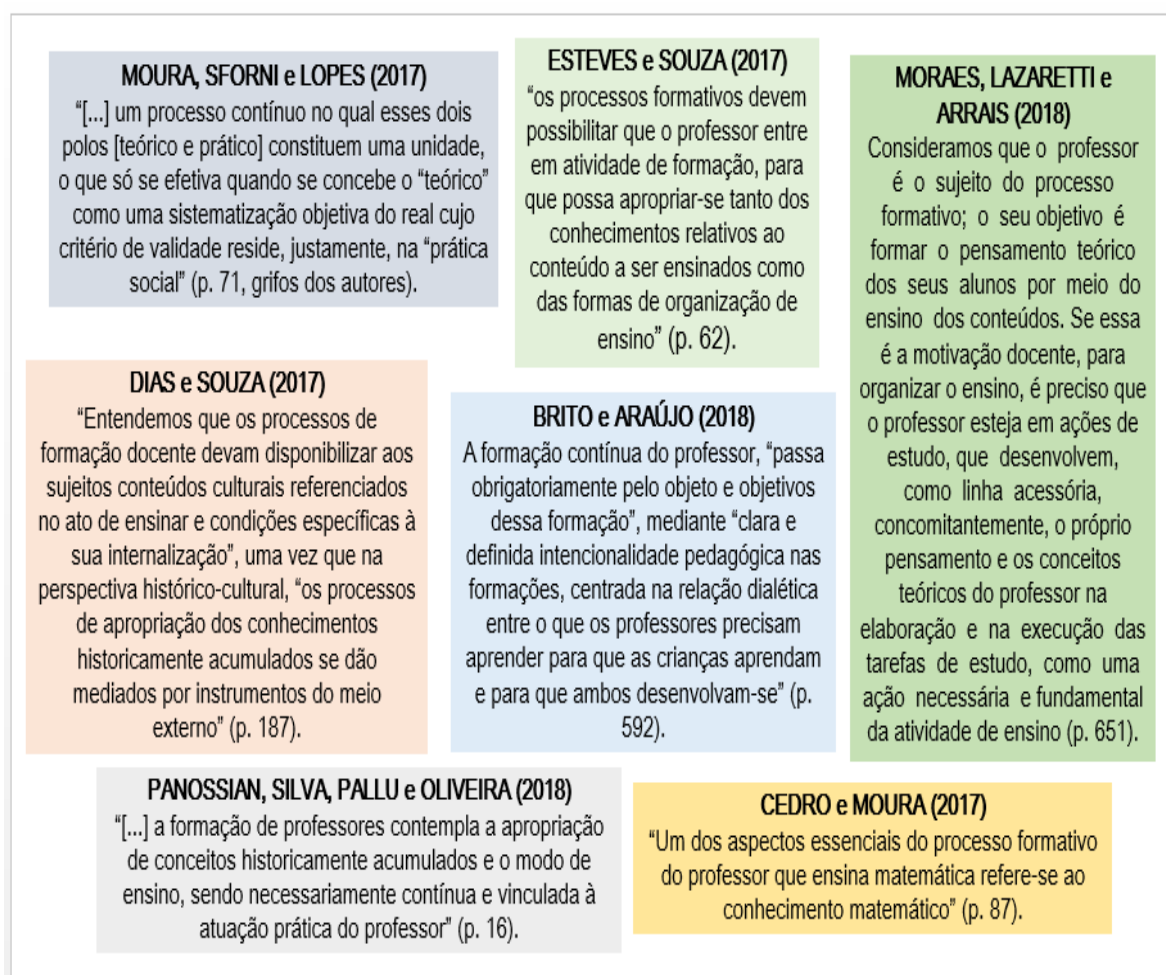 MOURA, SFORNI e LOPES (2017)
“[...] um processo contínuo no qual esses dois
polos [teórico e prático] constituem uma unidade,
o que só se efetiva quando se concebe o “teórico”
como uma sistematização objetiva do real cujo
critério de validade reside, justamente, na “prática
social” (p. 71, grifos dos autores).
ESTEVES e SOUZA (2017)
“os processos formativos devem
possibilitar que o professor entre
em atividade de formação, para
que possa apropriar-se tanto dos
conhecimentos relativos ao
conteúdo a ser ensinados como
das formas de organização de
ensino” (p. 62).
MORAES, LAZARETTI e
ARRAIS (2018)
Consideramos que o professor
é o sujeito do processo
formativo; o seu objetivo é
formar o pensamento teórico
dos seus alunos por meio do
ensino dos conteúdos. Se essa
é a motivação docente, para
organizar o ensino, é preciso que
o professor esteja em ações de
estudo, que desenvolvem,
como linha acessória,
concomitantemente, o próprio
pensamento e os conceitos
teóricos do professor na
elaboração e na execução das
tarefas de estudo, como uma
ação necessária e fundamental
da atividade de ensino (p. 651).
DIAS e SOUZA (2017)
“Entendemos que os processos de
formação docente devam disponibilizar aos
sujeitos conteúdos culturais referenciados
no ato de ensinar e condições específicas à
sua internalização”, uma vez que na
perspectiva histórico-cultural, “os processos
de apropriação dos conhecimentos
historicamente acumulados se dão
mediados por instrumentos do meio
externo” (p. 187).
BRITO e ARAÚJO (2018)
A formação contínua do professor, “passa
obrigatoriamente pelo objeto e objetivos
dessa formação”, mediante “clara e
definida intencionalidade pedagógica nas
formações, centrada na relação dialética
entre o que os professores precisam
aprender para que as crianças aprendam
e para que ambos desenvolvam-se” (p.
592).
PANOSSIAN, SILVA, PALLU e OLIVEIRA (2018)
“[...] a formação de professores contempla a apropriação
de conceitos historicamente acumulados e o modo de
ensino, sendo necessariamente contínua e vinculada à
atuação prática do professor” (p. 16).
CEDRO e MOURA (2017)
“Um dos aspectos essenciais do processo formativo
do professor que ensina matemática refere-se ao
conhecimento matemático” (p. 87).